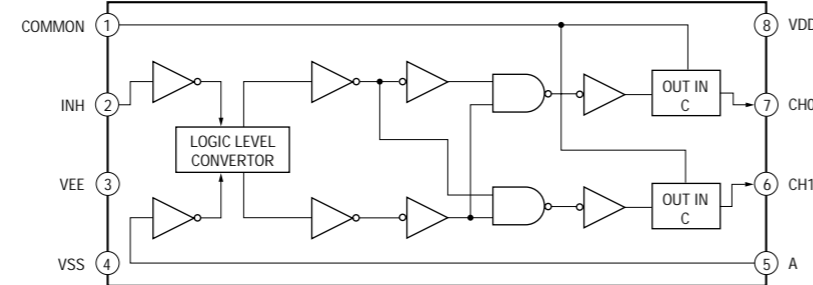 COMMON 1
8 VDD
INH 2
OUT IN
C
7 CH0
LOGIC LEVEL
CONVERTOR
VEE 3
OUT IN
C
6 CH1
VSS 4
5 A